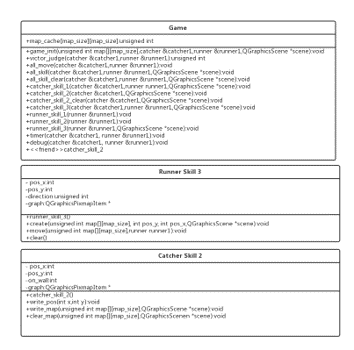 Game
+map_cache[map_size][map_size]:unsigned int
+game_init(unsigned int map[][map_size],catcher &catcher1,runner &runner1,QGraphicsScene *scene):void
+victor_judge(catcher &catcher1,runner &runner1):unsigned int
+all_move(catcher &catcher1,runner &runner1):void
+all_skill(catcher &catcher1,runner &runner1,QGraphicsScene *scene):void
+all_skill_clear(catcher &catcher1,runner &runner1,QGraphicsScene *scene):void
+catcher_skill_1(catcher &catcher1,runner runner1,QGraphicsScene *scene):void
+catcher_skill_2(catcher &catcher1,QGraphicsScene *scene):void
+catcher_skill_2_clear(catcher &catcher1,QGraphicsScene *scene):void
+catcher_skill_3(catcher &catcher1,runner &runner1,QGraphicsScene *scene):void
+runner_skill_1(runner &runner1):void
+runner_skill_2(runner &runner1):void
+runner_skill_3(runner &runner1,QGraphicsScene *scene):void
+timer(catcher &catcher1, runner &runner1):void
+debug(catcher &catcher1, runner &runner1):void
+<<friend>>catcher_skill_2
Runner Skill 3
- pos_x:int
-pos_y:int
-direction:unsigned int
-graph:QGraphicsPixmapItem *
+runner_skill_3()
+create(unsigned int map[][map_size], int pos_y, int pos_x,QGraphicsScene *scene):void
+move(unsigned int map[][map_size],runner runner1):void
+clear()
Catcher Skill 2
- pos_x:int
-pos_y:int
-on_wall:int
-graph:QGraphicsPixmapItem *
+catcher_skill_2()
+write_pos(int x,int y):void
+write_map(unsigned int map[][map_size],QGraphicsScene *scene):void
+clear_map(unsigned int map[][map_size],QGraphicsScenen *scene):void